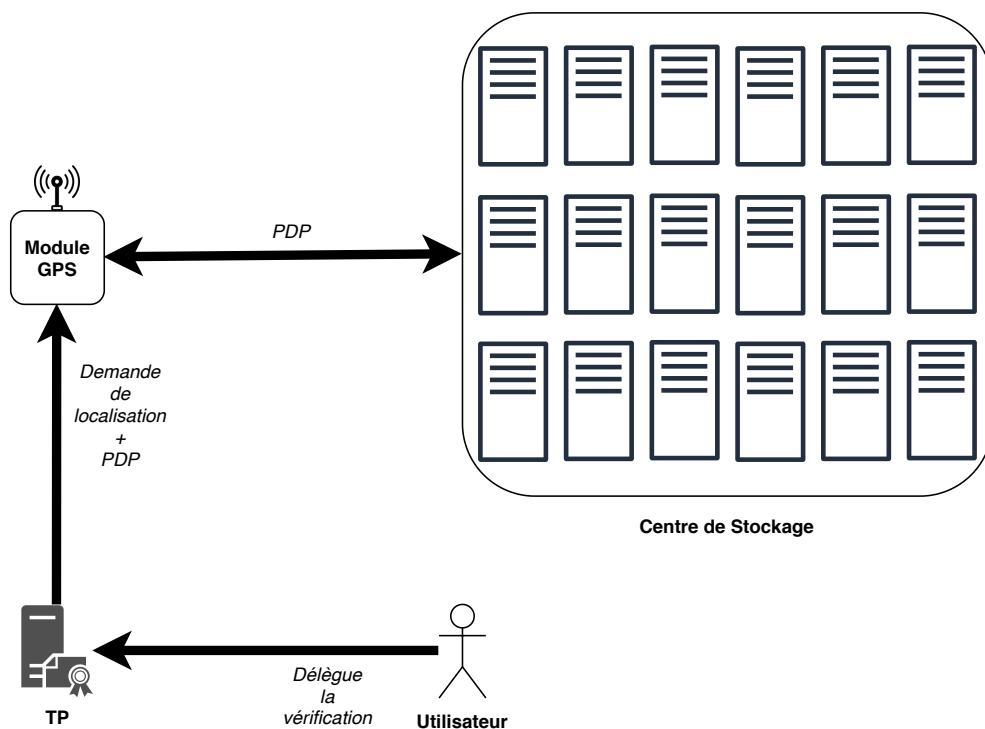 Module
GPS
PDP
Demande
de
localisation
+
PDP
Centre de Stockage
Délègue
la
vérification
TP
Utilisateur